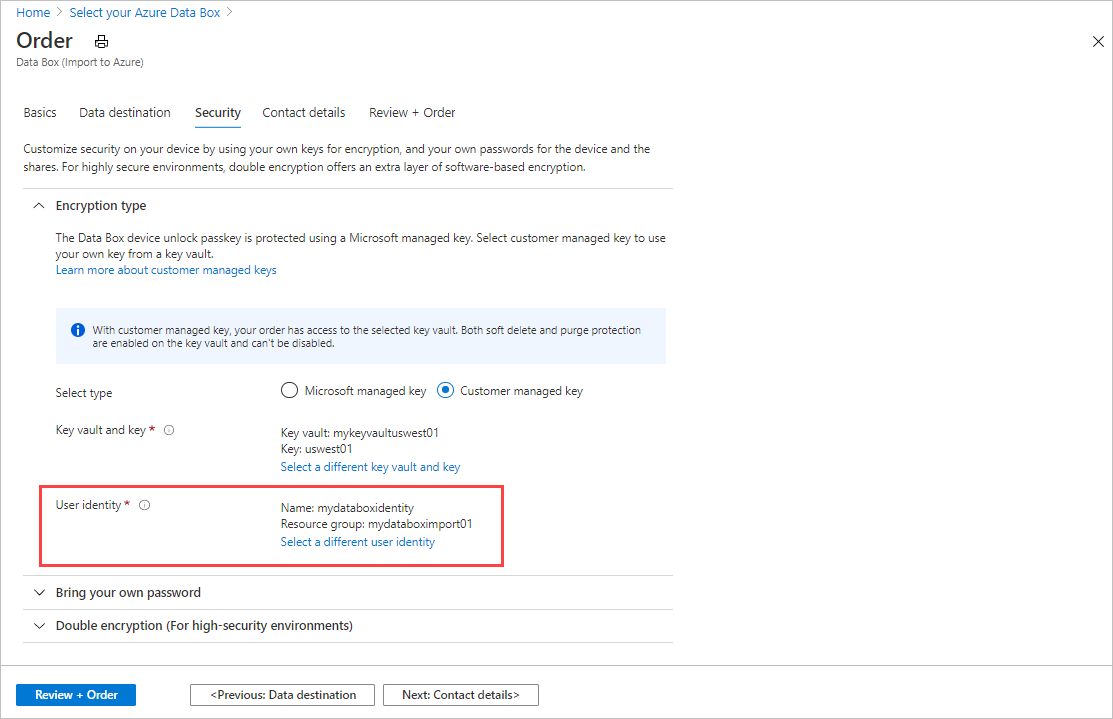 Home > Select your Azure Data Box >
Order
Data Box (Import to Azure)
Basics Data destination Security Contact details Review + Order
Customize security on your device by using your own keys for encryption, and your own passwords for the device and the
shares. For highly secure environments, double encryption offers an extra layer of software-based encryption.
Encryption type
The Data Box device unlock passkey is protected using a Microsoft managed key. Select customer managed key to use
your own key from a key vault.
Learn more about customer managed keys
With customer managed key, your order has access to the selected key vault. Both soft delete and purge protection
are enabled on the key vault and can't be disabled.
Select type Microsoft managed key Customer managed key
Key vault and key *
Key vault: mykeyvaultuswest01
Key: uswest01
Select a different key vault and key
User identity *
Name: mydataboxidentity
Resource group: mydataboximport01
Select a different user identity
Bring your own password
Double encryption (For high-security environments)
Review + Order <Previous: Data destination Next: Contact details>